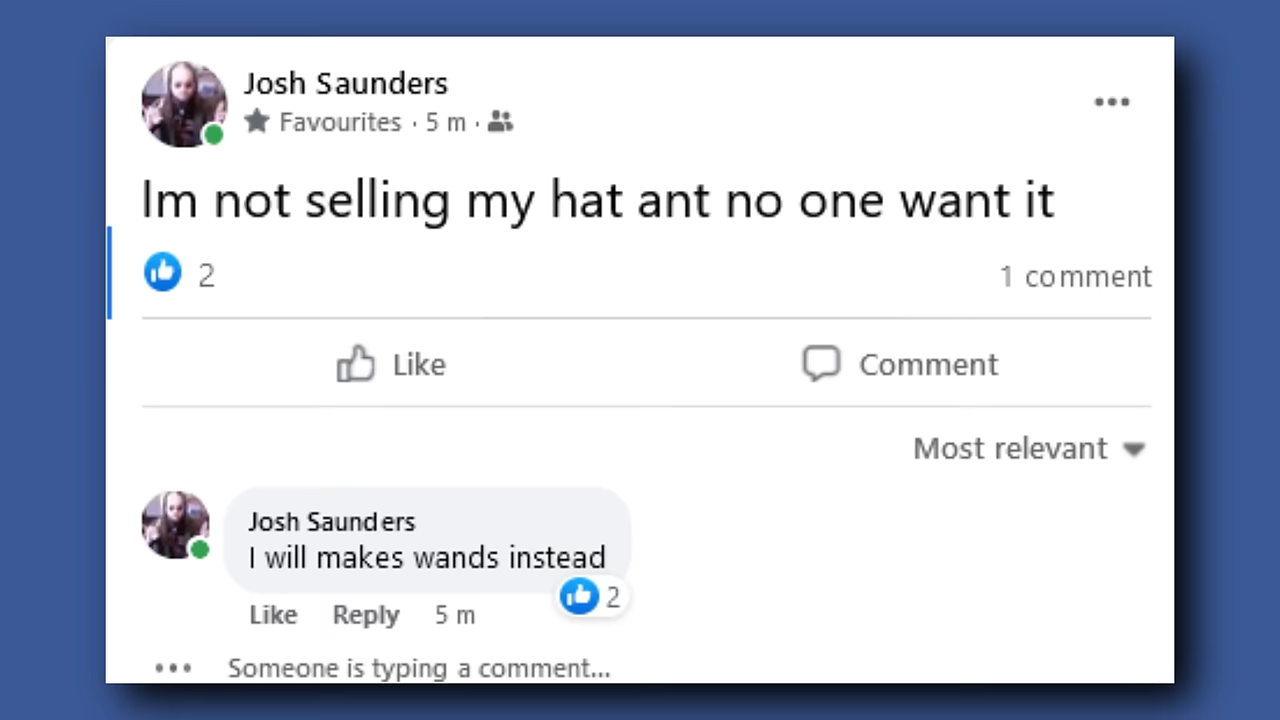 Josh Saunders
Favourites · 5 m ·
Im not selling my hat ant no one want it
2
1 comment
Like
Comment
Most relevant
Josh Saunders
I will makes wands instead
2
Like Reply 5 m
Someone is typing a comment...